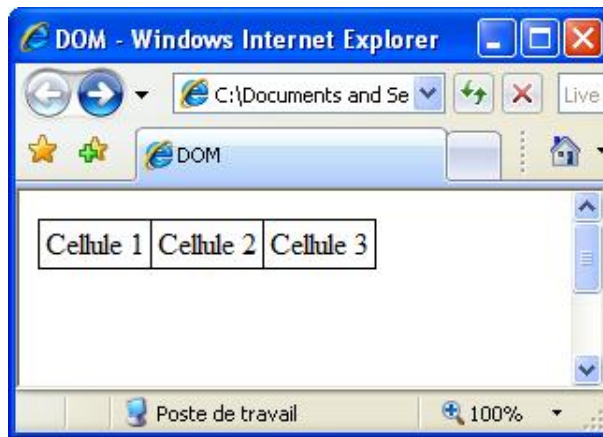 DOM - Windows Internet Explorer
C:\Documents and Se
Live
DOM
Cellule 1 Cellule 2 Cellule 3
Poste de travail 100%